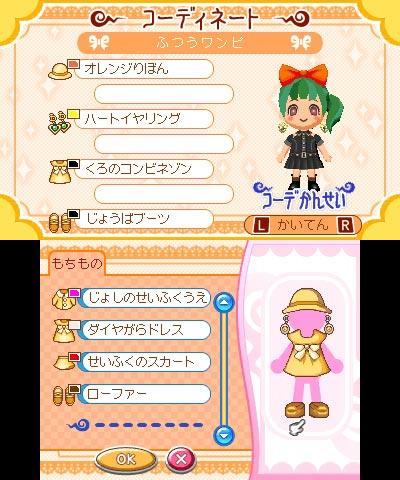 コーディネート
ふつうワンピ
オレンジりぼん
ハートイヤリング
くろのコンビネゾン
じょうばブーツ
コーデかんせい
L かいてん R
もちもの
じょしのせいふくうえ
ダイヤがらドレス
せいふくのスカート
ローファー
OK